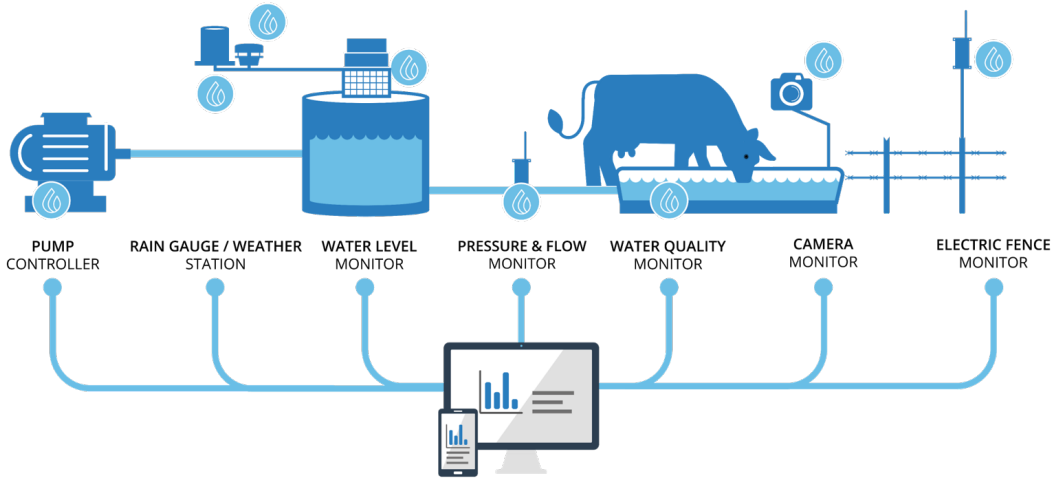 PUMP
CONTROLLER
RAIN GAUGE / WEATHER
STATION
WATER LEVEL
MONITOR
PRESSURE & FLOW
MONITOR
WATER QUALITY
MONITOR
CAMERA
MONITOR
ELECTRIC FENCE
MONITOR